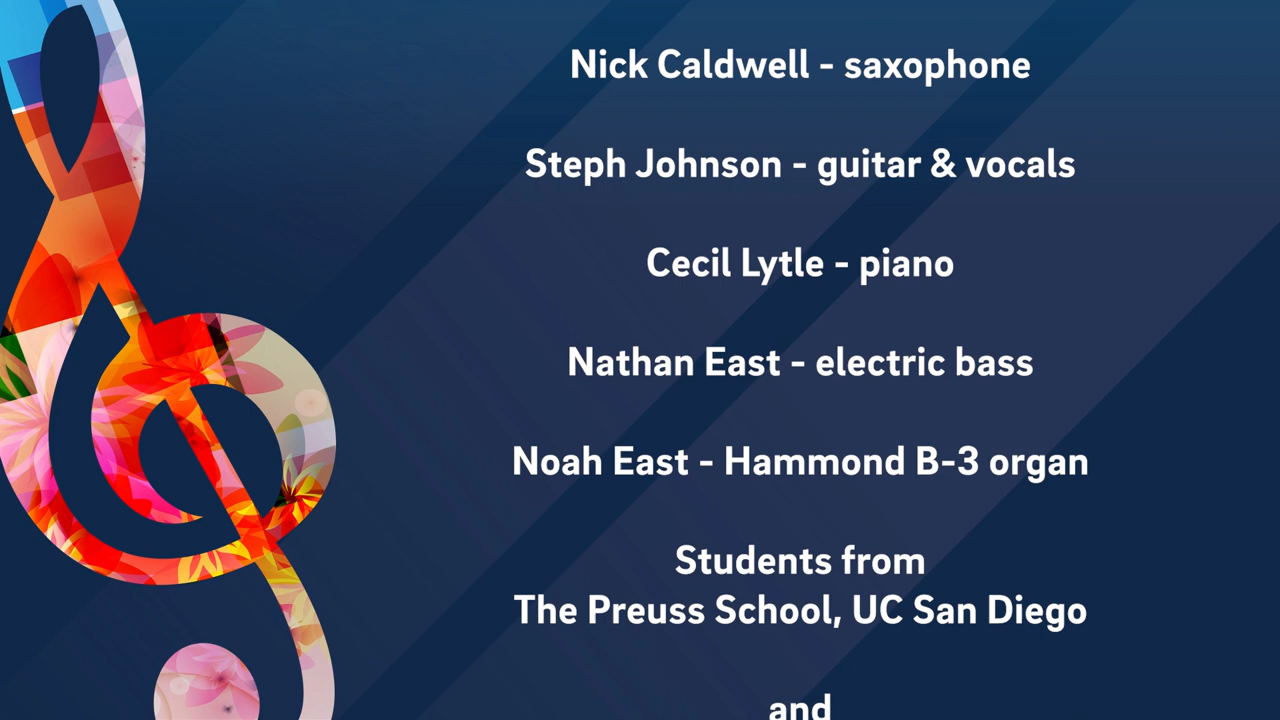 Nick Caldwell - saxophone
Steph Johnson - guitar & vocals
Cecil Lytle - piano
Nathan East - electric bass
Noah East - Hammond B-3 organ
Students from
The Preuss School, UC San Diego
and